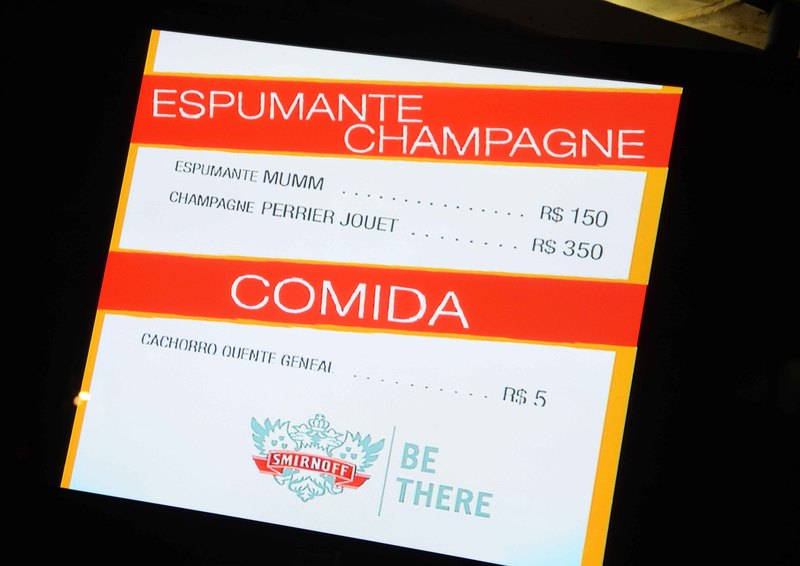 ESPUMANTE
CHAMPAGNE
ESPUMANTE MUMM ................ R$ 150
CHAMPAGNE PERRIER JOUET ......... R$ 350
COMIDA
CACHORRO QUENTE GENEAL ............. R$ 5
SMIRNOFF
BE
THERE